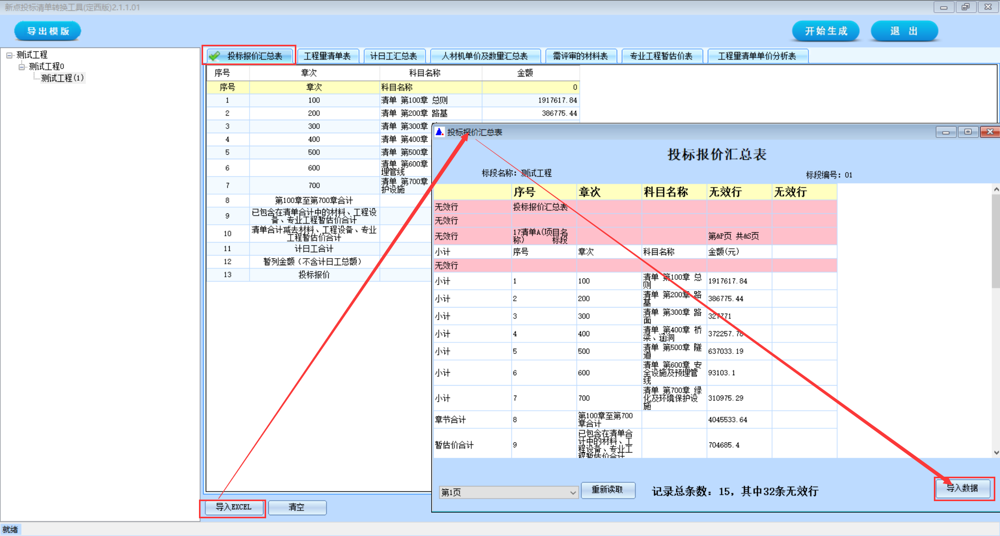 新点投标清单转换工具(定西版)2.1.1.01
导出模版
开始生成
退 出
测试工程
测试工程0
测试工程(1)
投标报价汇总表
工程量清单表
计日工汇总表
人材机单价及数量汇总表
需评审的材料表
专业工程暂估价表
工程量清单单价分析表
序号 章次 科目名称 金额
序号 章次 科目名称 0
1 100 清单 第100章 总则 1917617.84
2 200 清单 第200章 路基 386775.44
3 300 清单 第300章
4 400 清单 第400章
5 500 清单 第500章
6 600 清单 第600章
埋管线
7 700 清单 第700章
护设施
8 第100章至第700章合计
9 已包含在清单合计中的材料、工程设
备、专业工程暂估价合计
10 清单合计减去材料、工程设备、专业
工程暂估价合计
11 计日工合计
12 暂列金额(不含计日工总额)
13 投标报价
导入EXCEL
清空
就绪
投标报价汇总表
投标报价汇总表
标段名称: 测试工程
标段编号: 01
序号 章次 科目名称 无效行 无效行
无效行 投标报价汇总表
无效行
无效行 17清单A(项目名
称) 标段 第&P页 共&S页
小计 序号 章次 科目名称 金额(元)
无效行
小计 1 100 清单 第100章 总
则 1917617.84
小计 2 200 清单 第200章 路
基 386775.44
小计 3 300 清单 第300章 路
面 327771
小计 4 400 清单 第400章 桥
梁、涵洞 372257.78
小计 5 500 清单 第500章 隧
道 637033.19
小计 6 600 清单 第600章 安
全设施及预埋管
线 93103.1
小计 7 700 清单 第700章 绿
化及环境保护设
施 310975.29
章节合计 8 第100章至第700
章合计 4045533.64
暂估价合计 9 已包含在清单合
计中的材料、工
程设备、专业工
程暂估价合计 704685.4
第1页
重新读取
记录总条数: 15, 其中32条无效行
导入数据